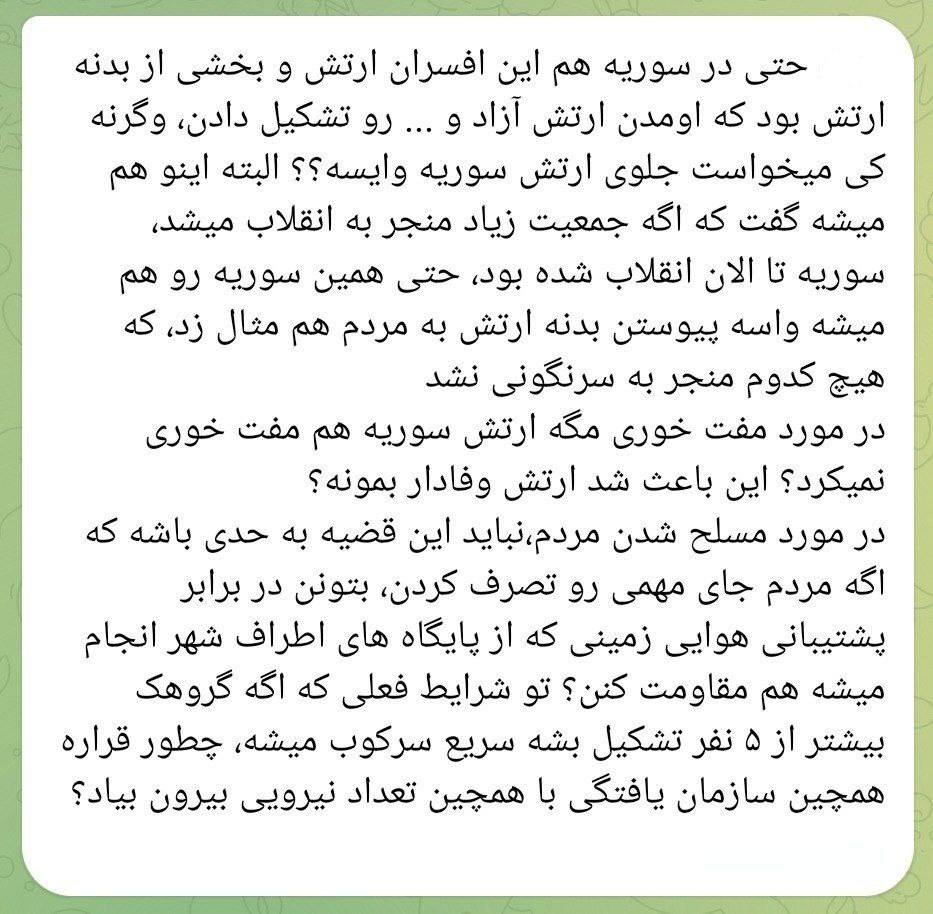 حتی در سوریه هم این افسران ارتش و بخشی از بدنه
ارتش بود که اومدن ارتش آزاد و ... رو تشکیل دادن، وگرنه
کی میخواست جلوی ارتش سوریه وایسه؟؟ البته اینو هم
میشه گفت که اگه جمعیت زیاد منجر به انقلاب میشد،
سوریه تا الان انقلاب شده بود، حتی همین سوریه رو هم
میشه واسه پیوستن بدنه ارتش به مردم هم مثال زد، که
هیچ کدوم منجر به سرنگونی نشد
در مورد مفت خوری مگه ارتش سوریه هم مفت خوری
نمیکرد؟ این باعث شد ارتش وفادار بمونه؟
در مورد مسلح شدن مردم،نباید این قضیه به حدی باشه که
اگه مردم جای مهمی رو تصرف کردن، بتونن در برابر
پشتیبانی هوایی زمینی که از پایگاه های اطراف شهر انجام
میشه هم مقاومت کنن؟ تو شرایط فعلی که اگه گروهک
بیشتر از ۵ نفر تشکیل بشه سریع سرکوب میشه، چطور قراره
همچین سازمان یافتگی با همچین تعداد نیرویی بیرون بیاد؟